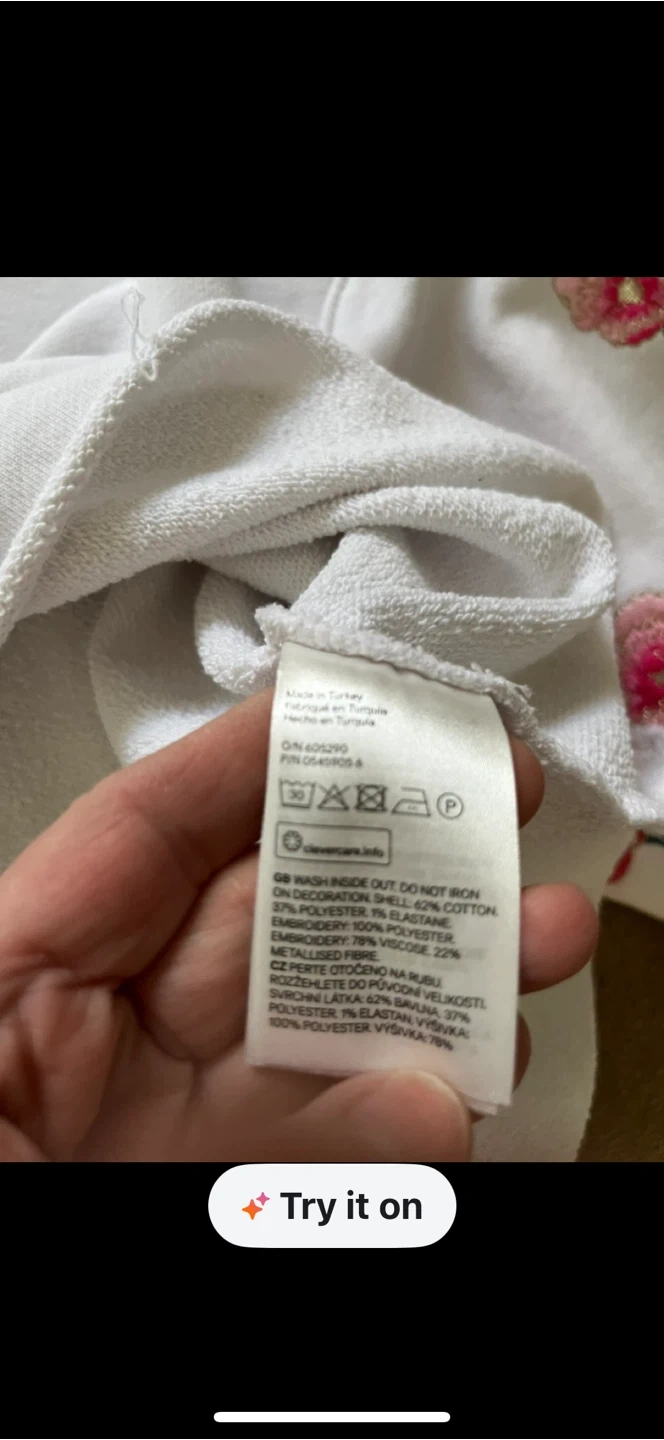 Made in Turkey
Fabriqué en Turquie
Hecho en Turquía
O/N 605290
P/N 0545905-6
30
P
clevercare.info
GB WASH INSIDE OUT. DO NOT IRON
ON DECORATION. SHELL: 62% COTTON.
37% POLYESTER. 1% ELASTANE.
EMBROIDERY: 100% POLYESTER.
EMBROIDERY: 78% VISCOSE. 22%
METALLISED FIBRE.
CZ PERTE OTOČENO NA RUBU.
ROZŽEHLETE DO PŮVODNÍ VELIKOSTI.
SVRCHNÍ LÁTKA: 62% BAVLNA. 37%
POLYESTER. 1% ELASTAN. VÝŠIVKA:
100% POLYESTER. VÝŠIVKA: 78%
Try it on